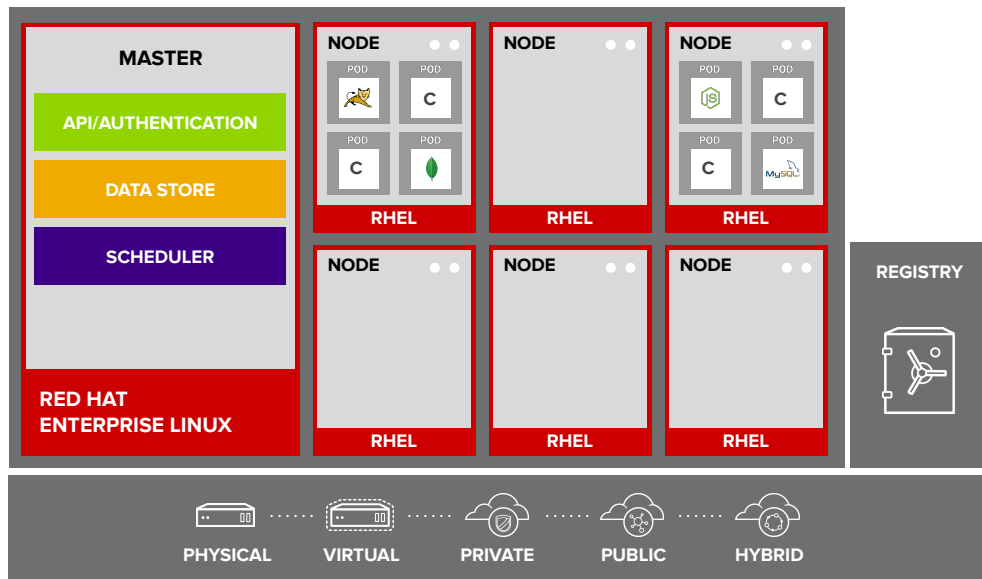 MASTER
API/AUTHENTICATION
DATA STORE
SCHEDULER
RED HAT
ENTERPRISE LINUX
NODE
POD
POD
C
POD
POD
C
RHEL
NODE
RHEL
NODE
POD
POD
JS
C
POD
POD
C
MySQL
RHEL
NODE
RHEL
NODE
RHEL
NODE
RHEL
REGISTRY
PHYSICAL
VIRTUAL
PRIVATE
PUBLIC
HYBRID